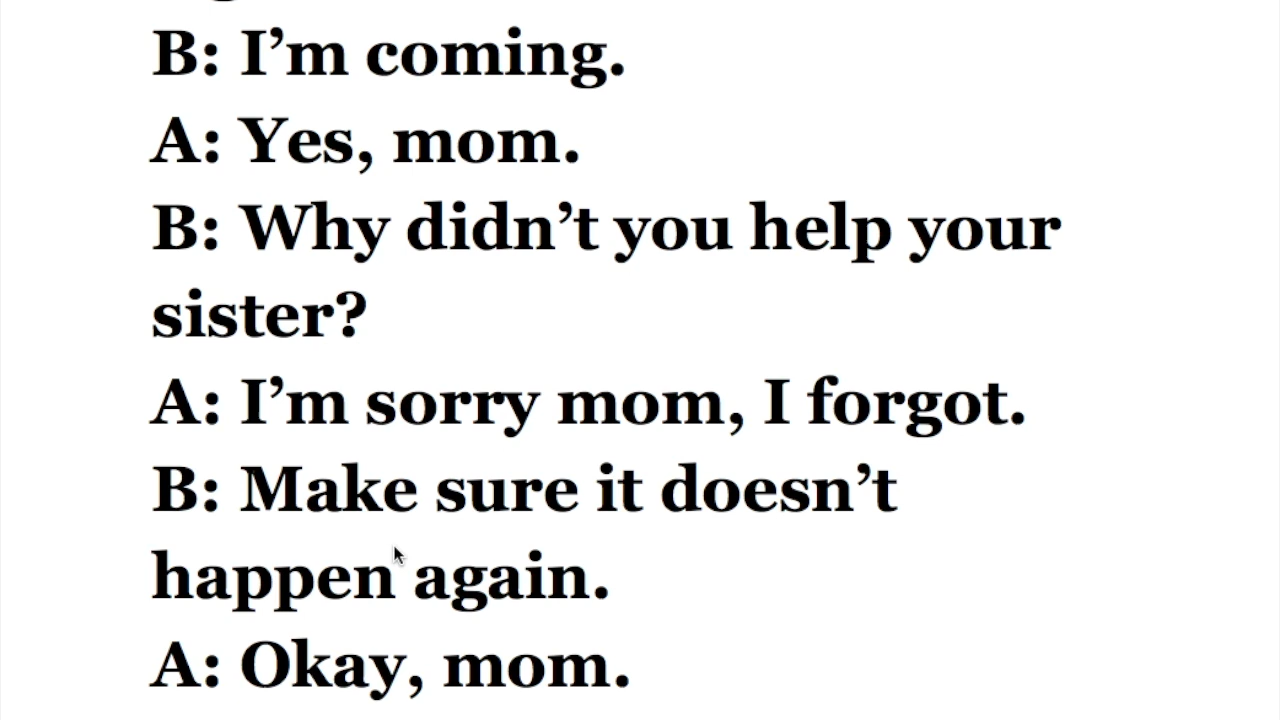 B: I’m coming.
A: Yes, mom.
B: Why didn’t you help your
sister?
A: I’m sorry mom, I forgot.
B: Make sure it doesn’t
happen again.
A: Okay, mom.